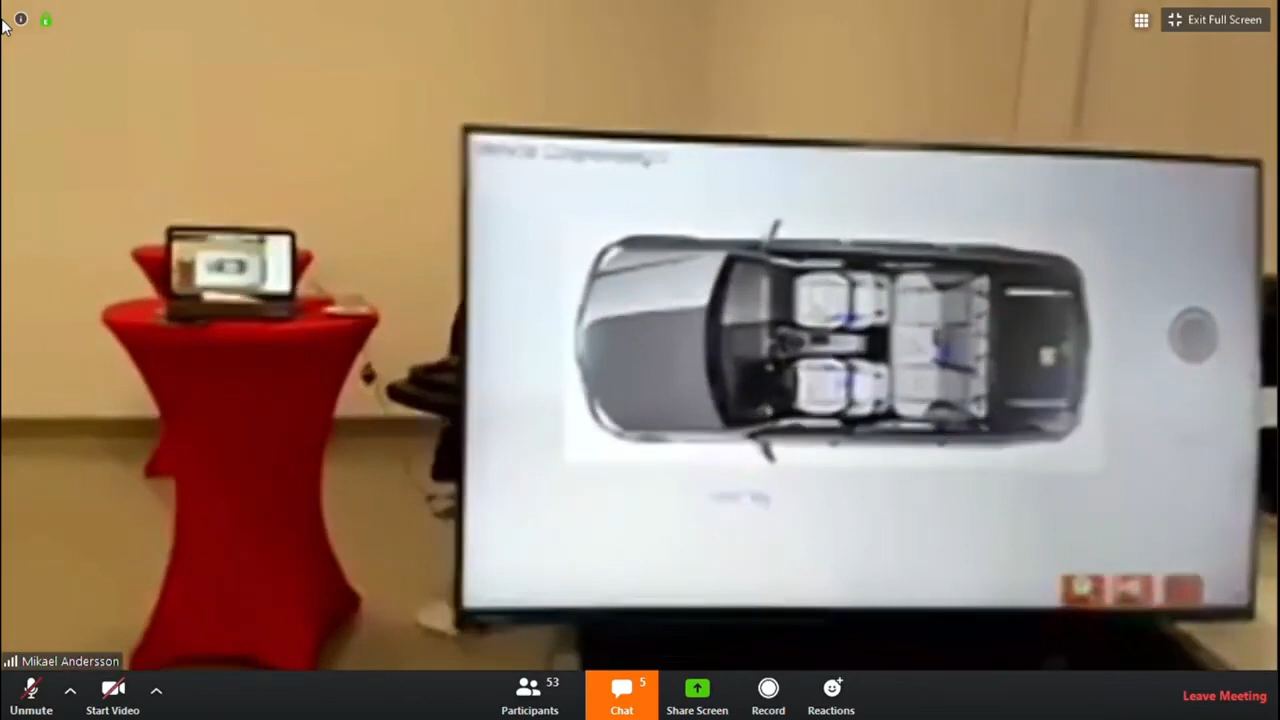 Exit Full Screen
Mikael Andersson
Unmute
Start Video
53
Participants
5
Chat
Share Screen
Record
Reactions
Leave Meeting